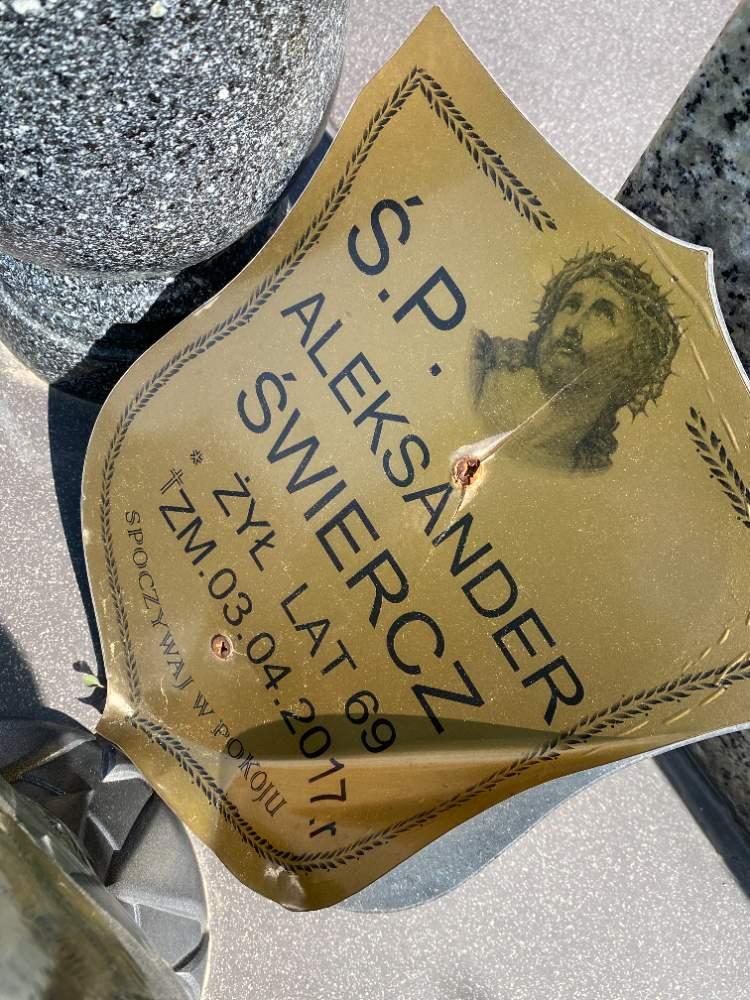 Ś.P.
ALEKSANDER
ŚWIERCZ
* ŻYŁ LAT 69
†ZM.03.04.2017.r
SPOCZYWAJ W POKOJU